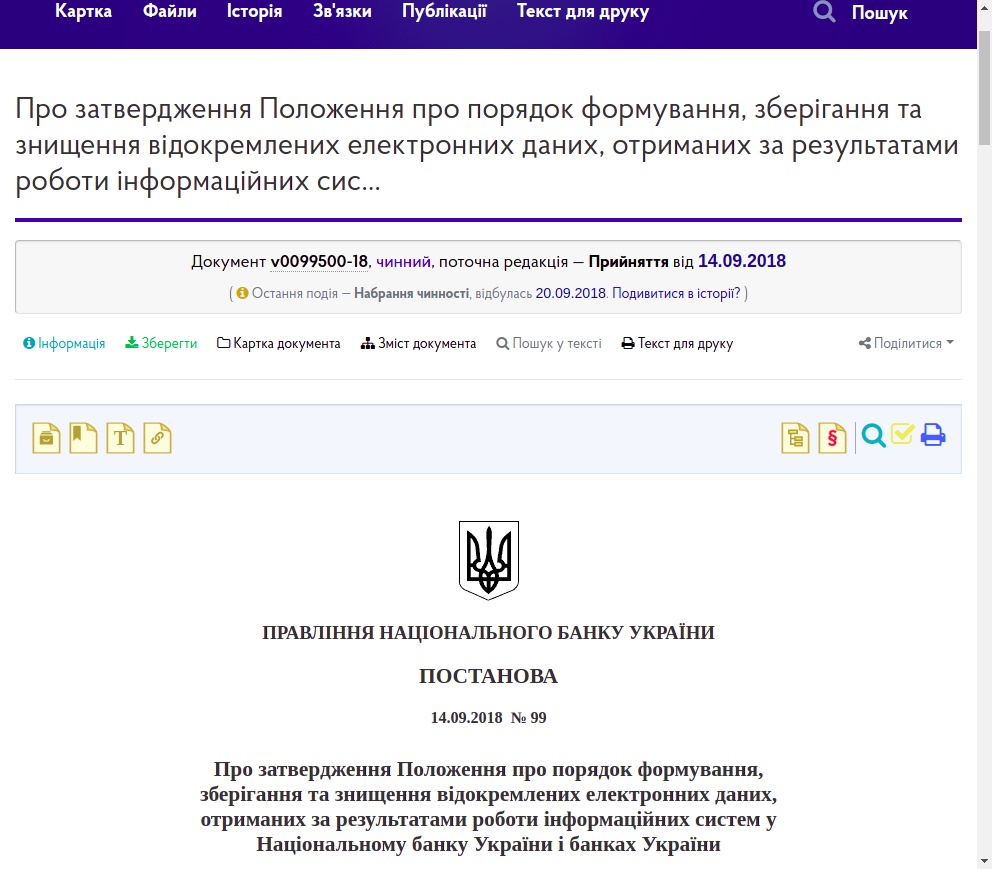 Картка Файли Історія Зв'язки Публікації Текст для друку Пошук
Про затвердження Положення про порядок формування, зберігання та
знищення відокремлених електронних даних, отриманих за результатами
роботи інформаційних сис...
Документ v0099500-18, чинний, поточна редакція — Прийняття від 14.09.2018
( Остання подія — Набрання чинності, відбулась 20.09.2018. Подивитися в історії? )
Інформація Зберегти Картка документа Зміст документа Пошук у тексті Текст для друку Поділитися
T §
ПРАВЛІННЯ НАЦІОНАЛЬНОГО БАНКУ УКРАЇНИ
ПОСТАНОВА
14.09.2018 № 99
Про затвердження Положення про порядок формування,
зберігання та знищення відокремлених електронних даних,
отриманих за результатами роботи інформаційних систем у
Національному банку України і банках України